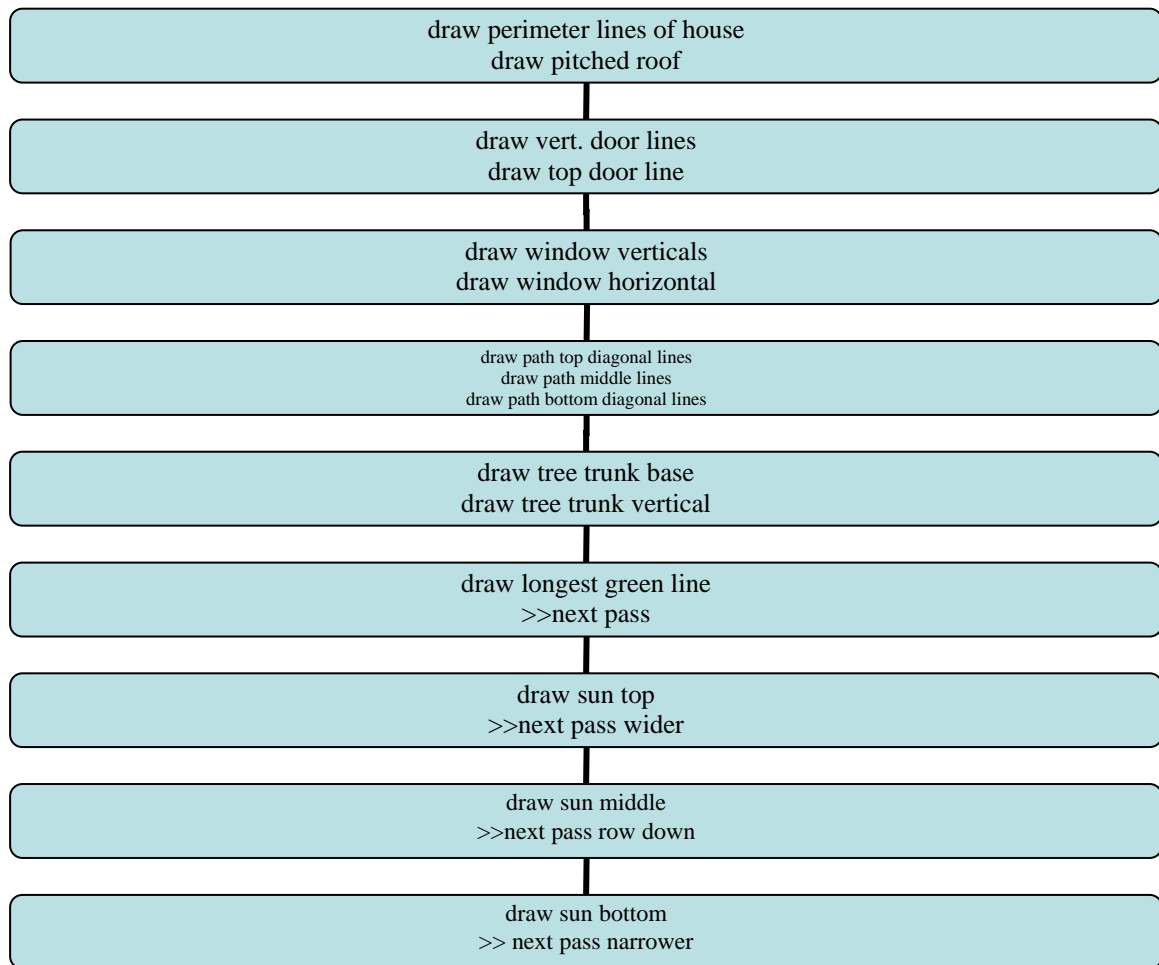 draw perimeter lines of house
draw pitched roof
draw vert. door lines
draw top door line
draw window verticals
draw window horizontal
draw path top diagonal lines
draw path middle lines
draw path bottom diagonal lines
draw tree trunk base
draw tree trunk vertical
draw longest green line
>>next pass
draw sun top
>>next pass wider
draw sun middle
>>next pass row down
draw sun bottom
>> next pass narrower